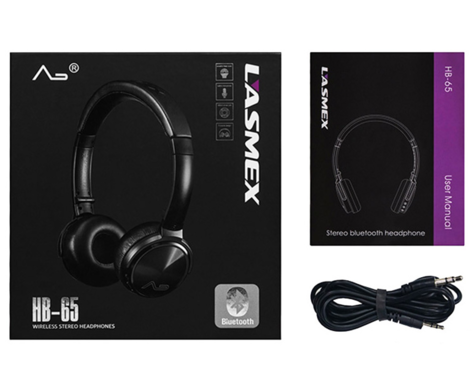 ®
LASMEX
HB-65
WIRELESS STEREO HEADPHONES
Bluetooth
LASMEX
HB-65
User Manual
Stereo bluetooth headphone